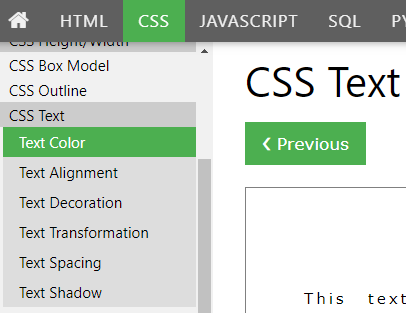 HTML CSS JAVASCRIPT SQL
CSS Height/Width
CSS Box Model
CSS Outline
CSS Text
Text Color
Text Alignment
Text Decoration
Text Transformation
Text Spacing
Text Shadow
CSS Text
❮ Previous
This text